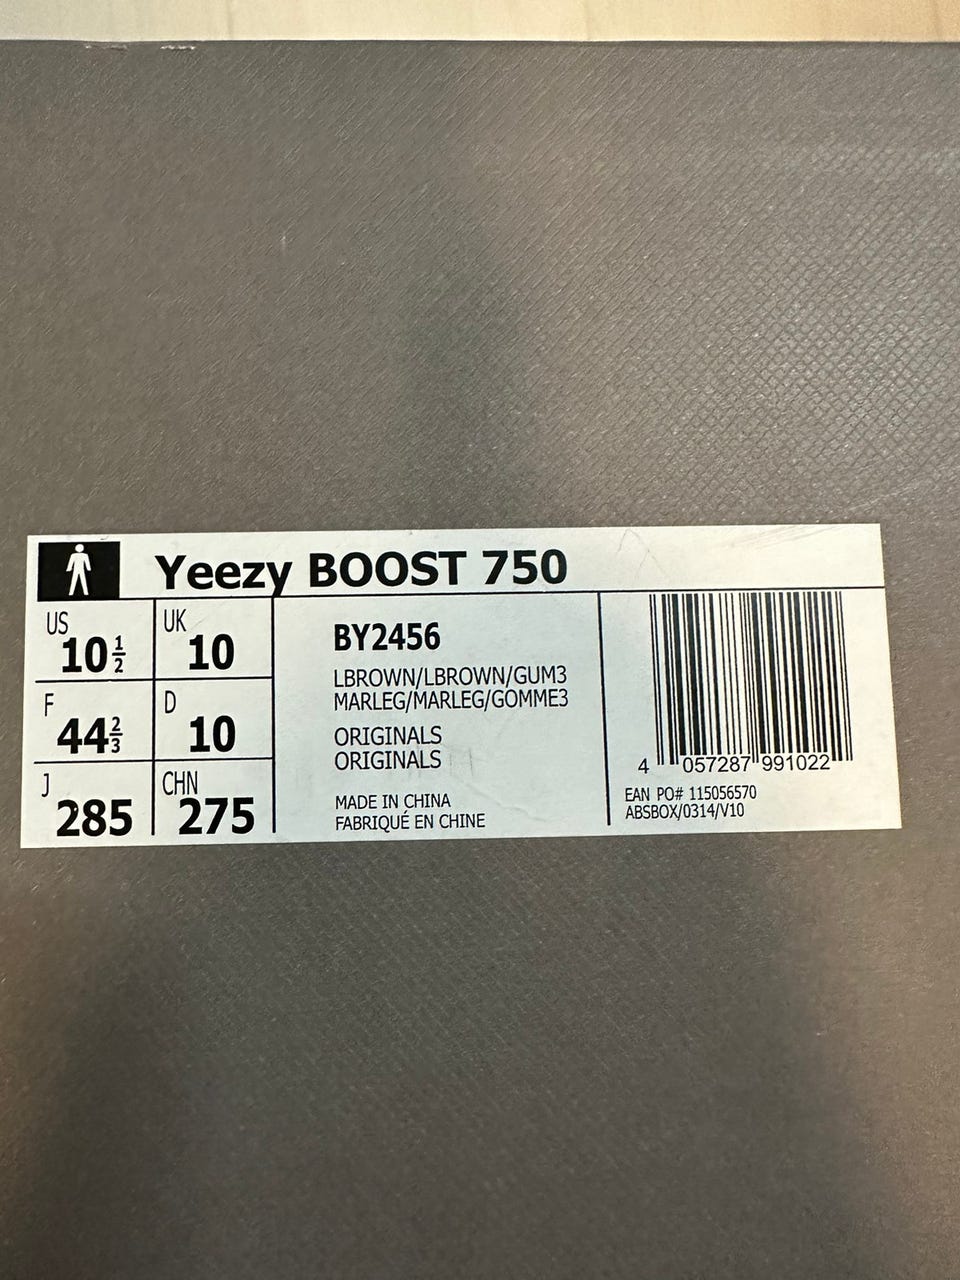 Yeezy BOOST 750
US 10 1/2
UK 10
F 44 2/3
D 10
J 285
CHN 275
BY2456
LBROWN/LBROWN/GUM3
MARLEG/MARLEG/GOMME3
ORIGINALS
ORIGINALS
MADE IN CHINA
FABRIQUÉ EN CHINE
4 057287 991022
EAN PO# 115056570
ABSBOX/0314/V10